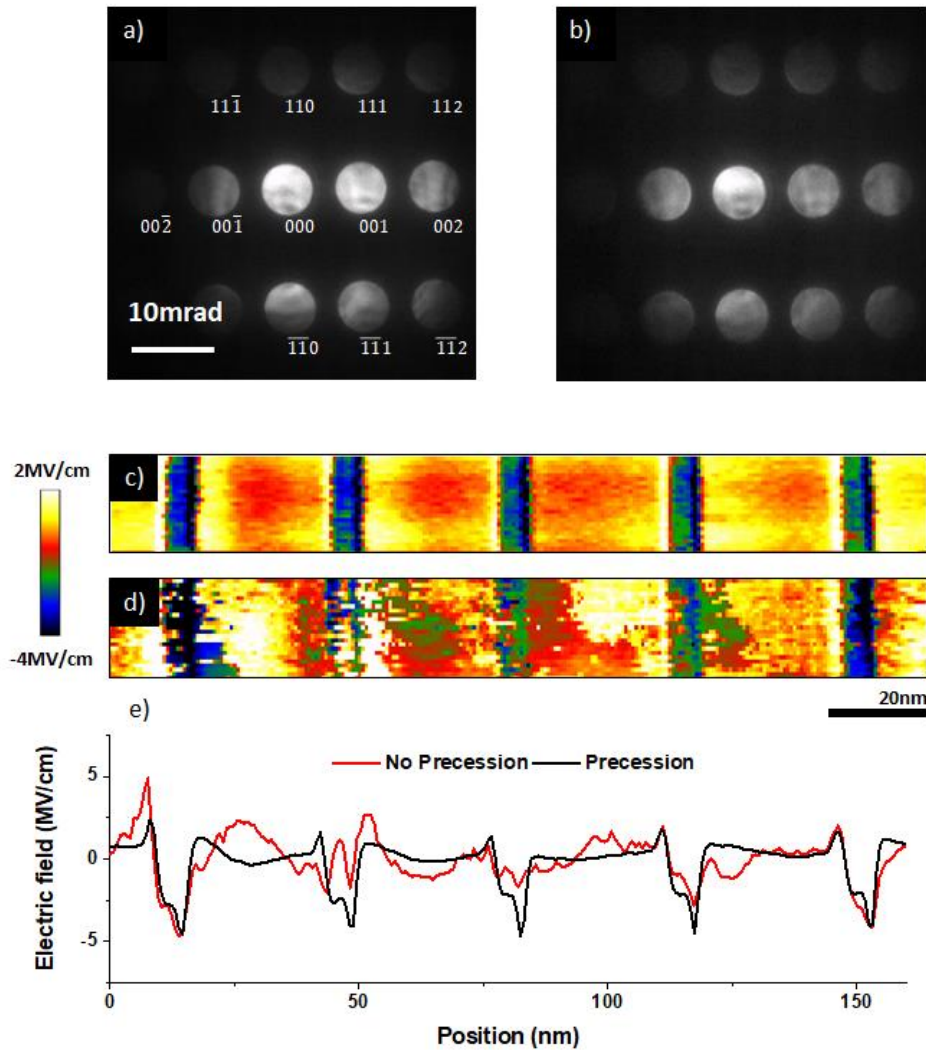 a)
b)
111̅ 110 111 112
002̅ 001̅ 000 001 002
10mrad
1̅1̅0 1̅1̅1 1̅1̅2
2MV/cm
c)
d)
-4MV/cm
20nm
e)
No Precession Precession
Electric field (MV/cm)
5
0
-5
0 50 100 150
Position (nm)